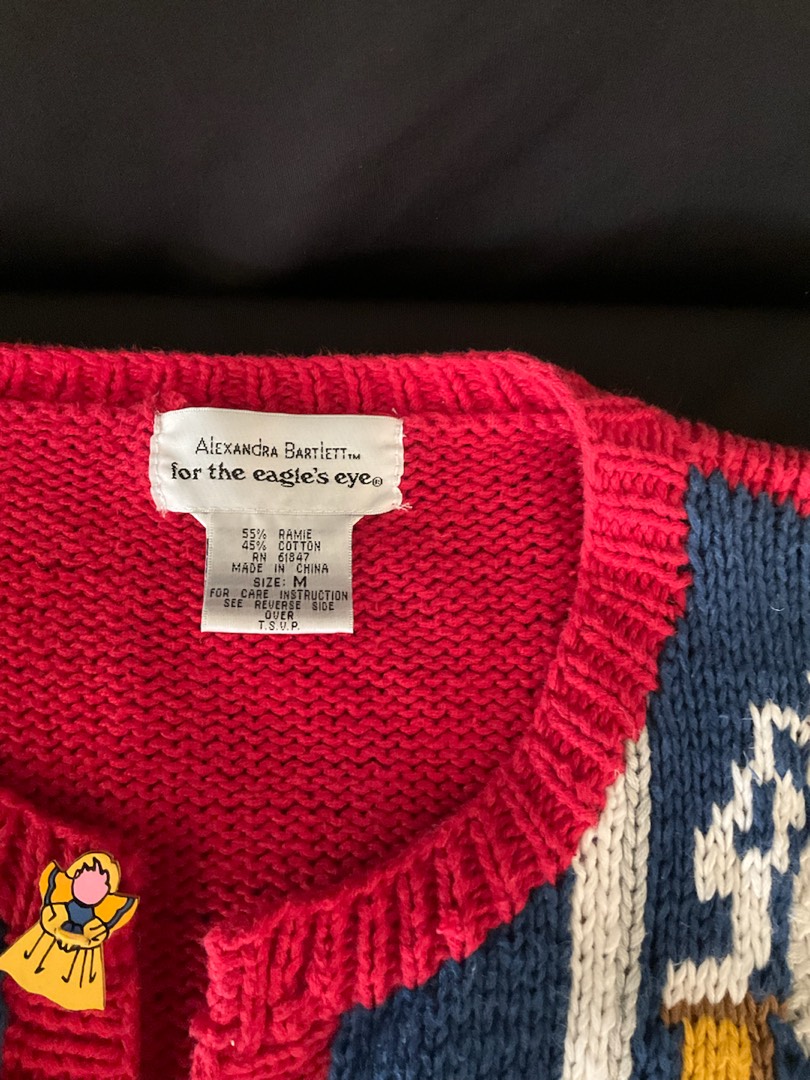 Alexandra Bartlett™
for the eagle's eye®
55% RAMIE
45% COTTON
RN 61847
MADE IN CHINA
SIZE: M
FOR CARE INSTRUCTION
SEE REVERSE SIDE
OVER
T.S.V.P.